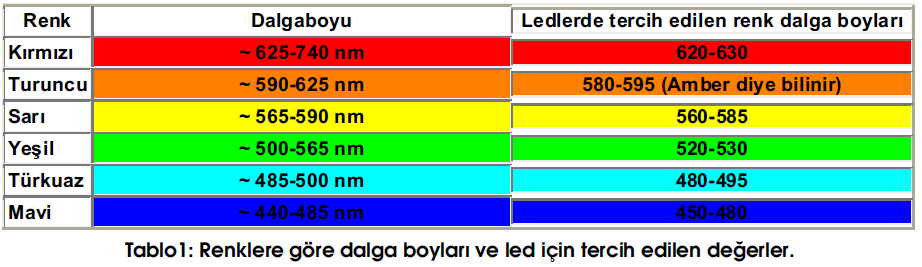 Renk Dalgaboyu Ledlerde tercih edilen renk dalga boyları
Kırmızı ~ 625-740 nm 620-630
Turuncu ~ 590-625 nm 580-595 (Amber diye bilinir)
Sarı ~ 565-590 nm 560-585
Yeşil ~ 500-565 nm 520-530
Türkuaz ~ 485-500 nm 480-495
Mavi ~ 440-485 nm 450-480
Tablo1: Renklere göre dalga boyları ve led için tercih edilen değerler.